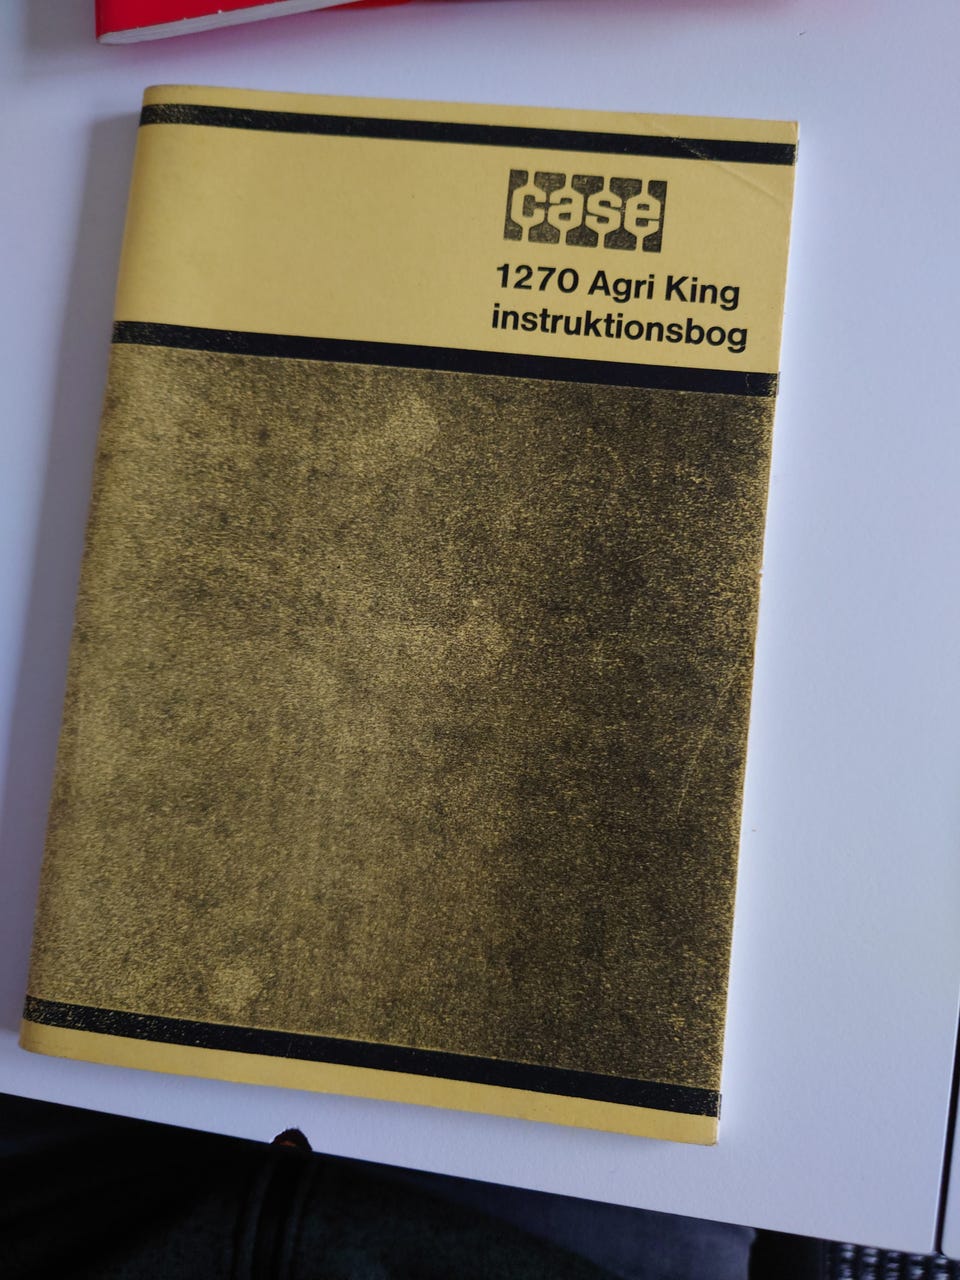 case
1270 Agri King
instruktionsbog